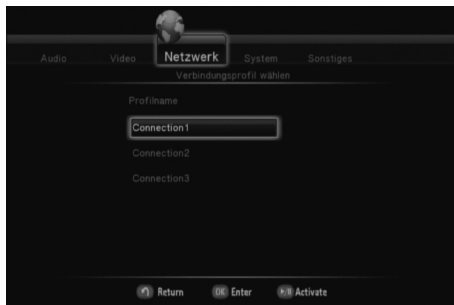 Audio Video Netzwerk System Sonstiges
Verbindungsprofil wählen
Profilname
Connection1
Connection2
Connection3
Return OK Enter Activate